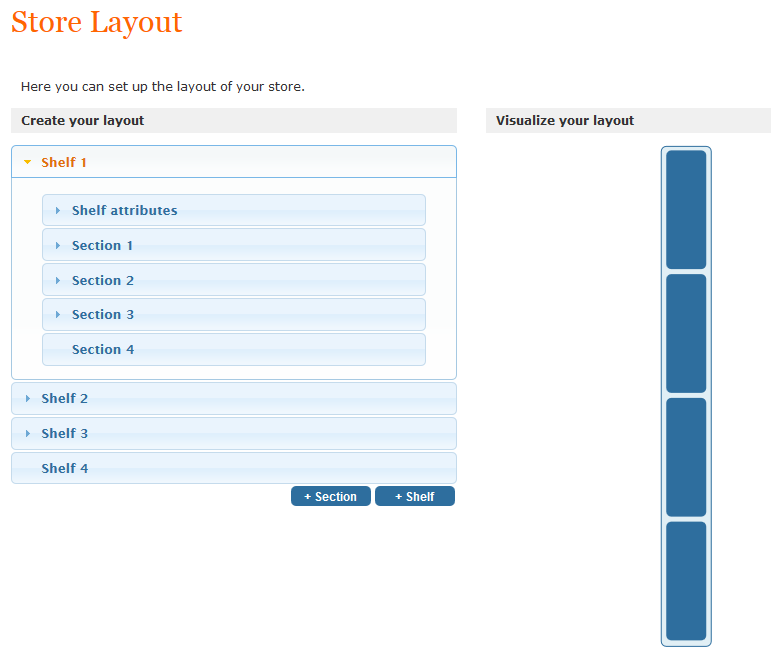 Store Layout
Here you can set up the layout of your store.
Create your layout
Visualize your layout
Shelf 1
Shelf attributes
Section 1
Section 2
Section 3
Section 4
Shelf 2
Shelf 3
Shelf 4
+ Section
+ Shelf